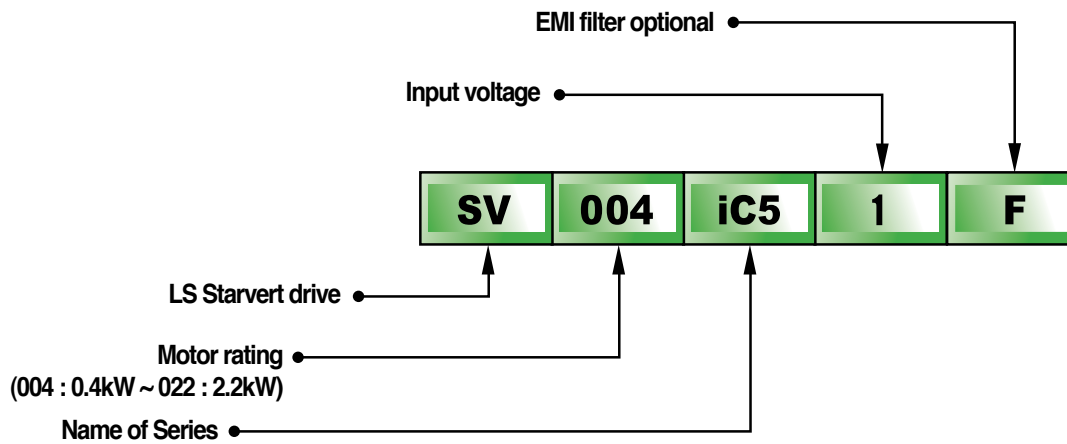 EMI filter optional
Input voltage
SV 004 iC5 1 F
LS Starvert drive
Motor rating
(004 : 0.4kW ~ 022 : 2.2kW)
Name of Series